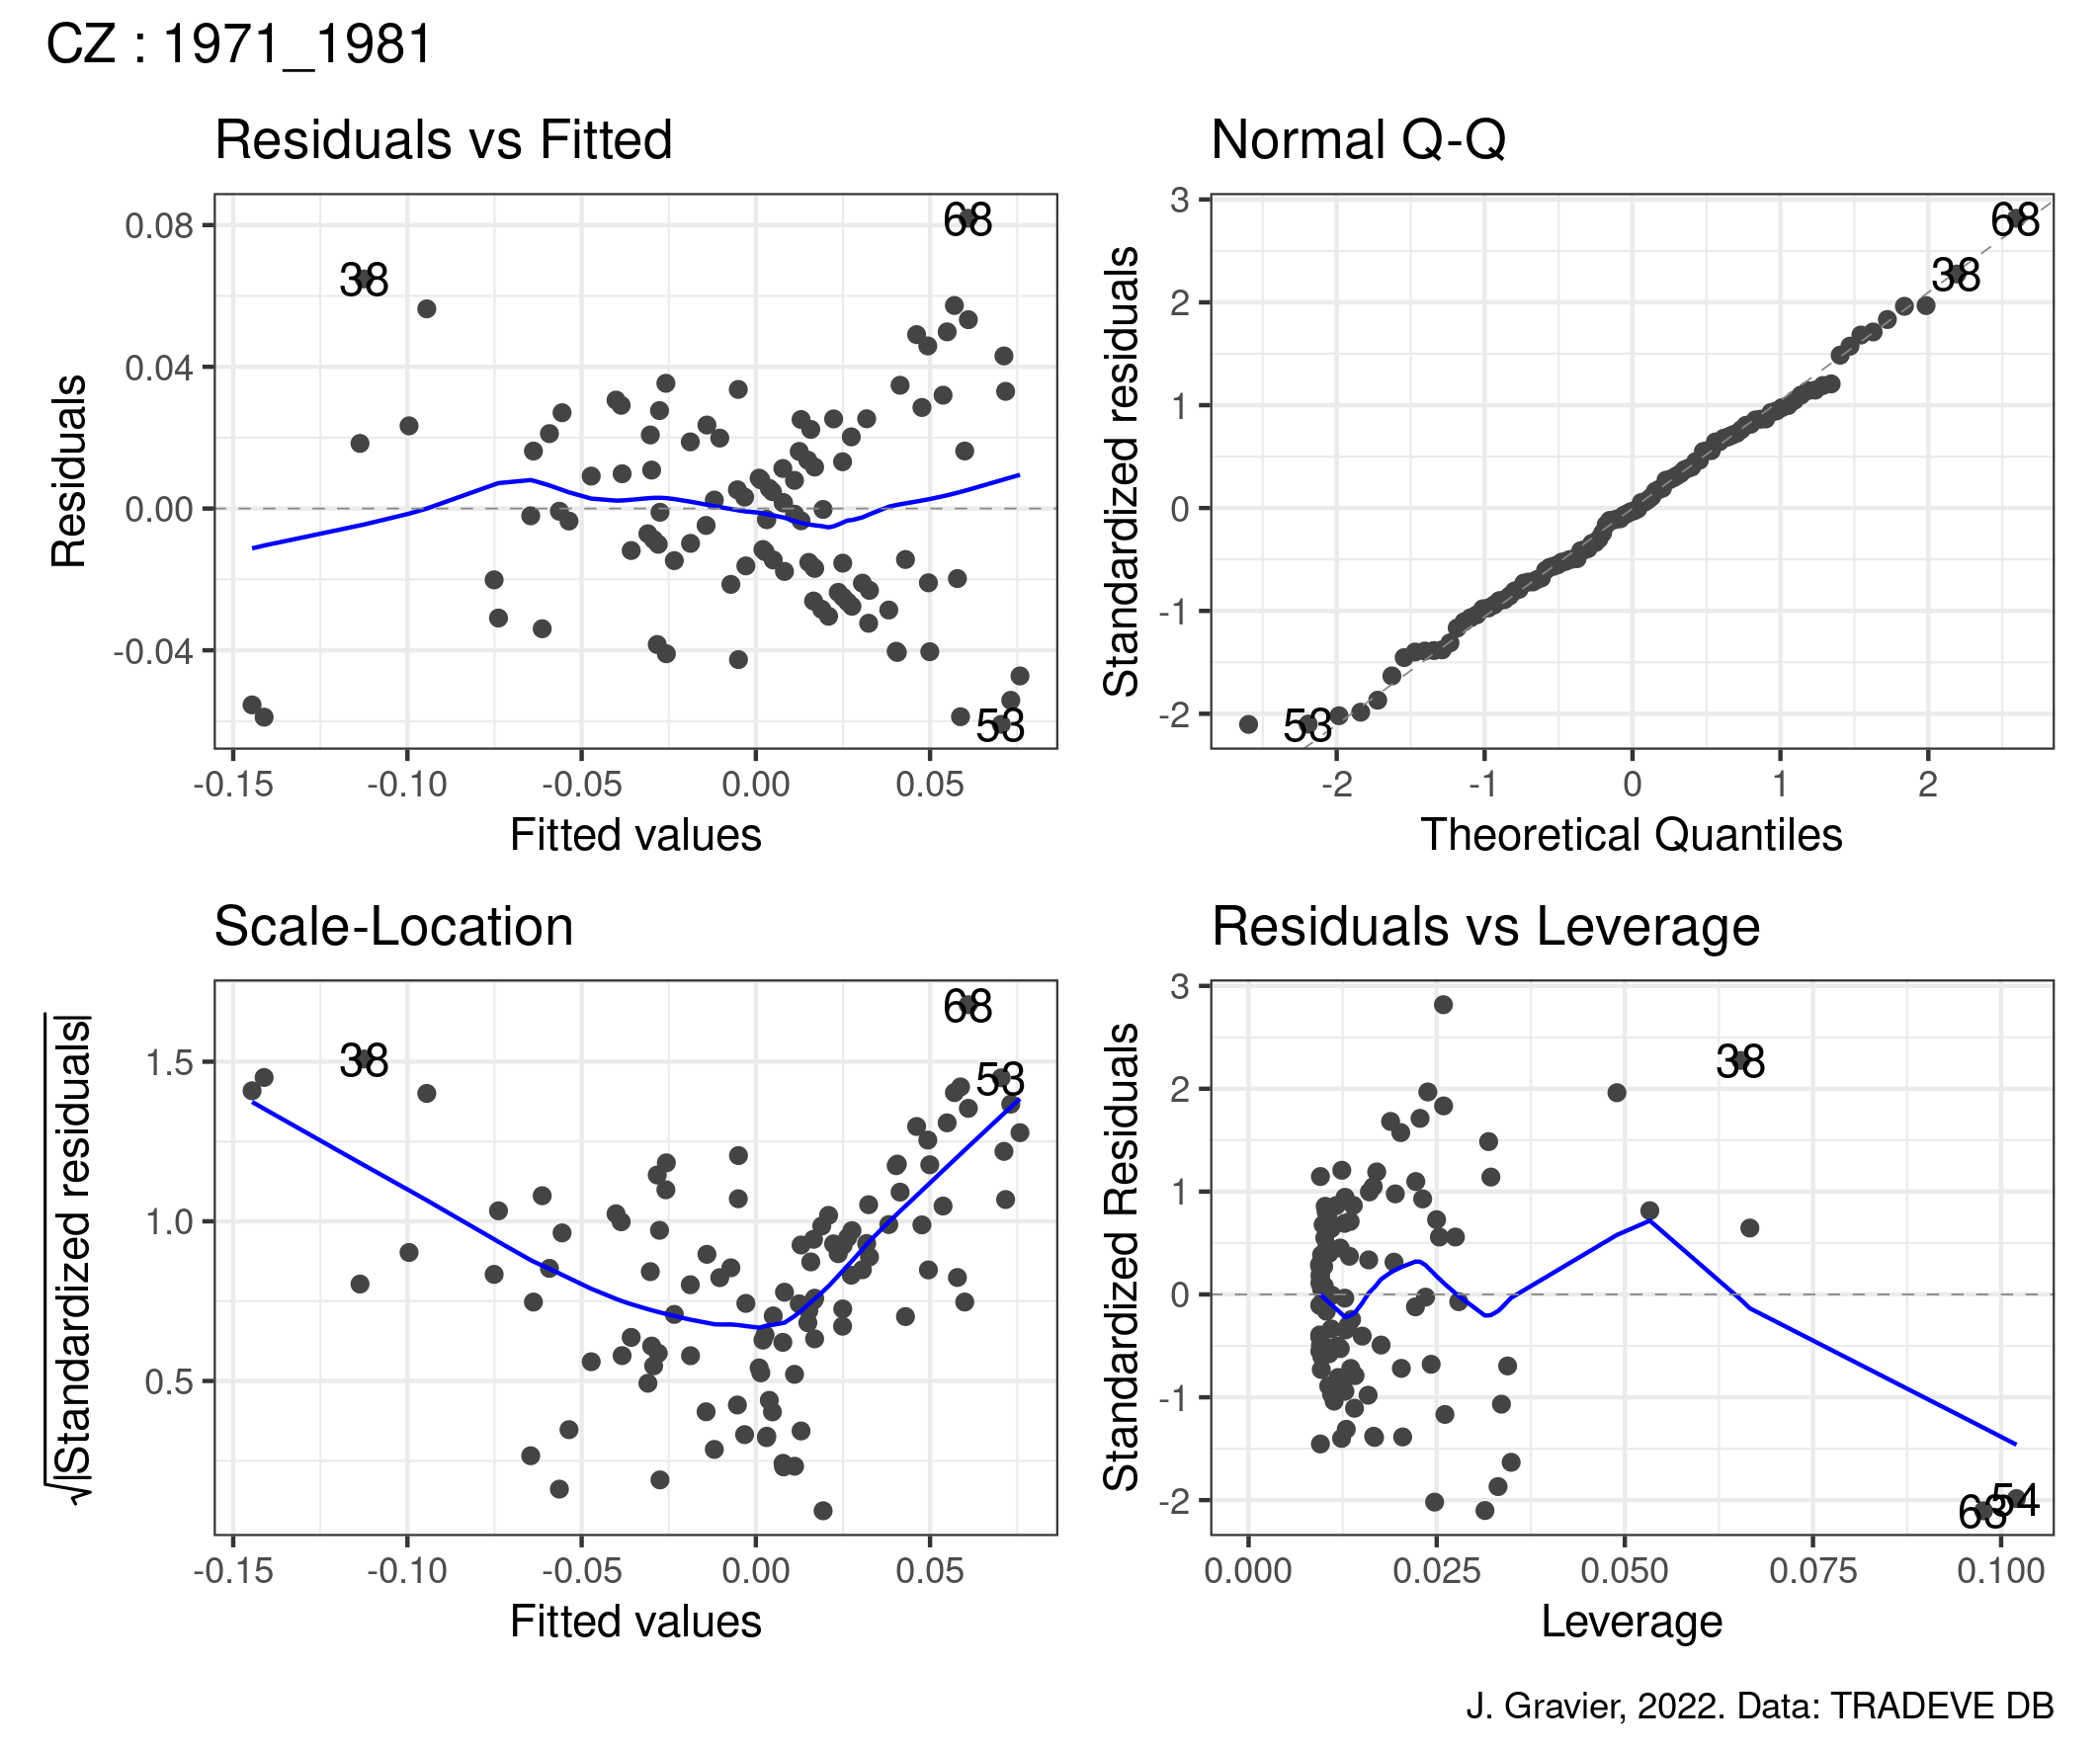 CZ : 1971_1981
Residuals vs Fitted
Residuals
0.08
0.04
0.00
-0.04
68
38
53
-0.15 -0.10 -0.05 0.00 0.05
Fitted values
Normal Q-Q
Standardized residuals
3
2
1
0
-1
-2
68
38
53
-2 -1 0 1 2
Theoretical Quantiles
Scale-Location
√|Standardized residuals|
1.5
1.0
0.5
68
38
53
-0.15 -0.10 -0.05 0.00 0.05
Fitted values
Residuals vs Leverage
Standardized Residuals
3
2
1
0
-1
-2
38
54
63
0.000 0.025 0.050 0.075 0.100
Leverage
J. Gravier, 2022. Data: TRADEVE DB